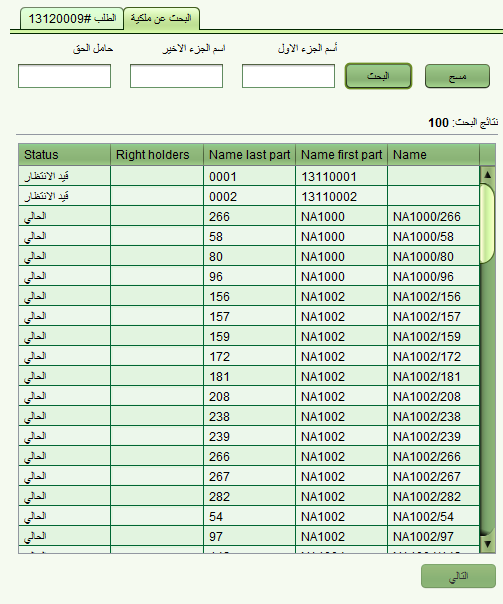 البحث عن ملكية
الطلب #13120009
أسم الجزء الاول
اسم الجزء الاخير
حامل الحق
مسح
البحث
نتائج البحث: 100
Status Right holders Name last part Name first part Name
قيد الانتظار 0001 13110001
قيد الانتظار 0002 13110002
الحالي 266 NA1000 NA1000/266
الحالي 58 NA1000 NA1000/58
الحالي 80 NA1000 NA1000/80
الحالي 96 NA1000 NA1000/96
الحالي 156 NA1002 NA1002/156
الحالي 157 NA1002 NA1002/157
الحالي 159 NA1002 NA1002/159
الحالي 172 NA1002 NA1002/172
الحالي 181 NA1002 NA1002/181
الحالي 208 NA1002 NA1002/208
الحالي 238 NA1002 NA1002/238
الحالي 239 NA1002 NA1002/239
الحالي 266 NA1002 NA1002/266
الحالي 267 NA1002 NA1002/267
الحالي 282 NA1002 NA1002/282
الحالي 54 NA1002 NA1002/54
الحالي 97 NA1002 NA1002/97
التالي